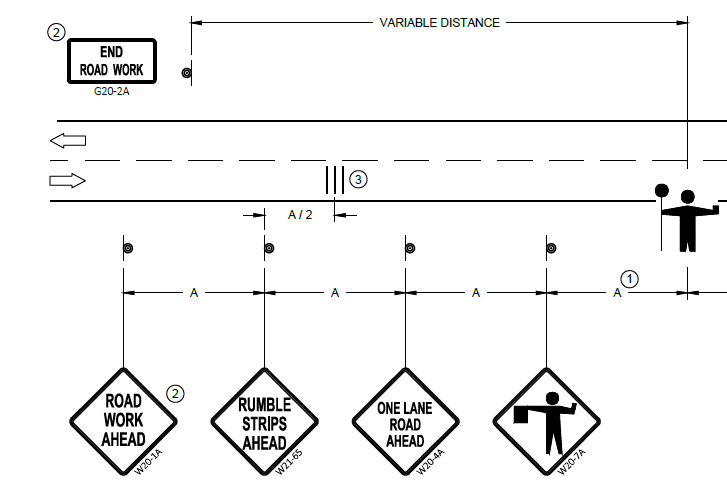 VARIABLE DISTANCE
2
END
ROAD WORK
G20-2A
3
A / 2
1
A
A
A
A
2
ROAD
WORK
AHEAD
W20-1A
RUMBLE
STRIPS
AHEAD
W21-65
ONE LANE
ROAD
AHEAD
W20-4A
W20-7A